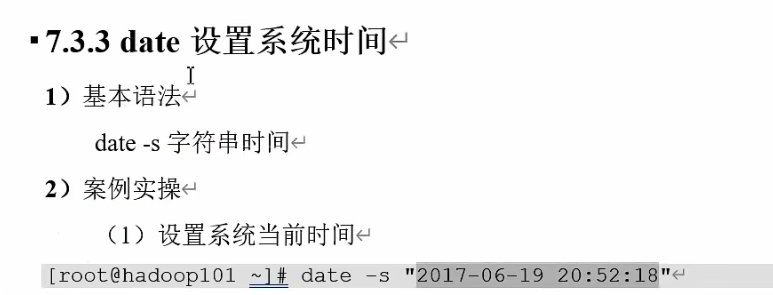 ▪7.3.3 date 设置系统时间↵
1）基本语法↵
date -s 字符串时间↵
2）案例实操↵
（1）设置系统当前时间↵
[root@hadoop101 ~]# date -s "2017-06-19 20:52:18"↵